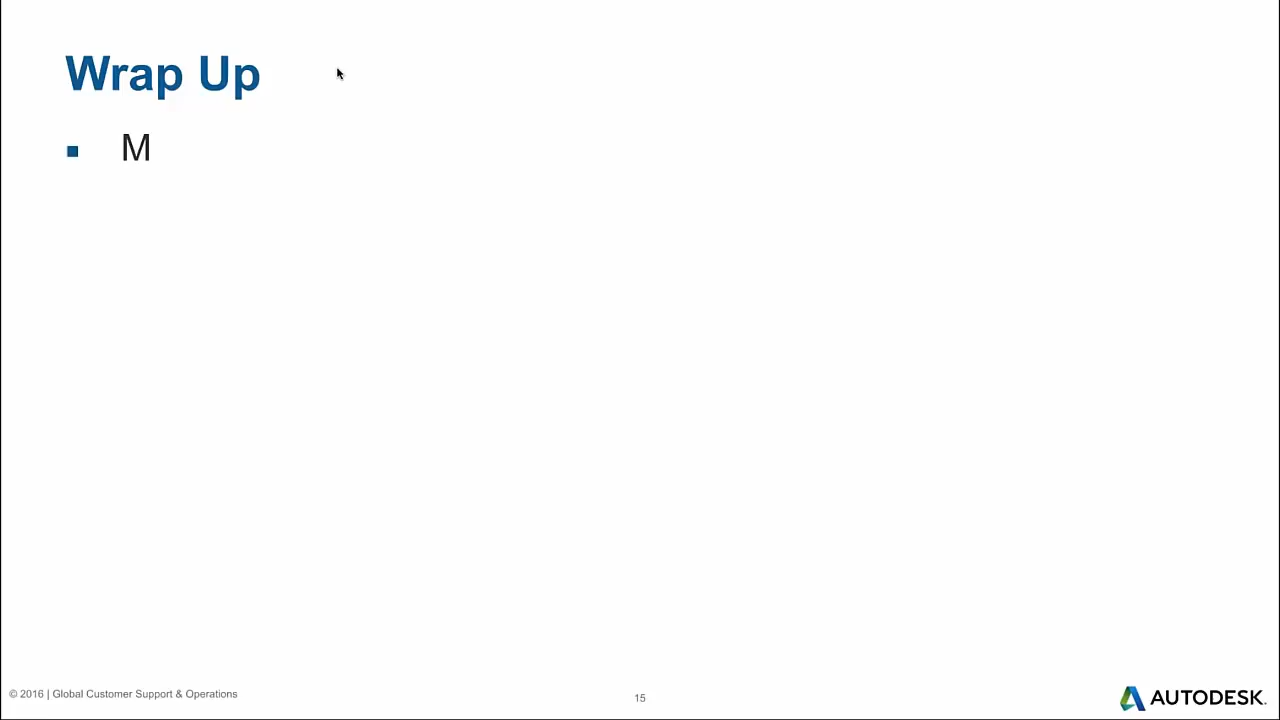 Wrap Up
▪ M
© 2016 | Global Customer Support & Operations
15
AUTODESK.